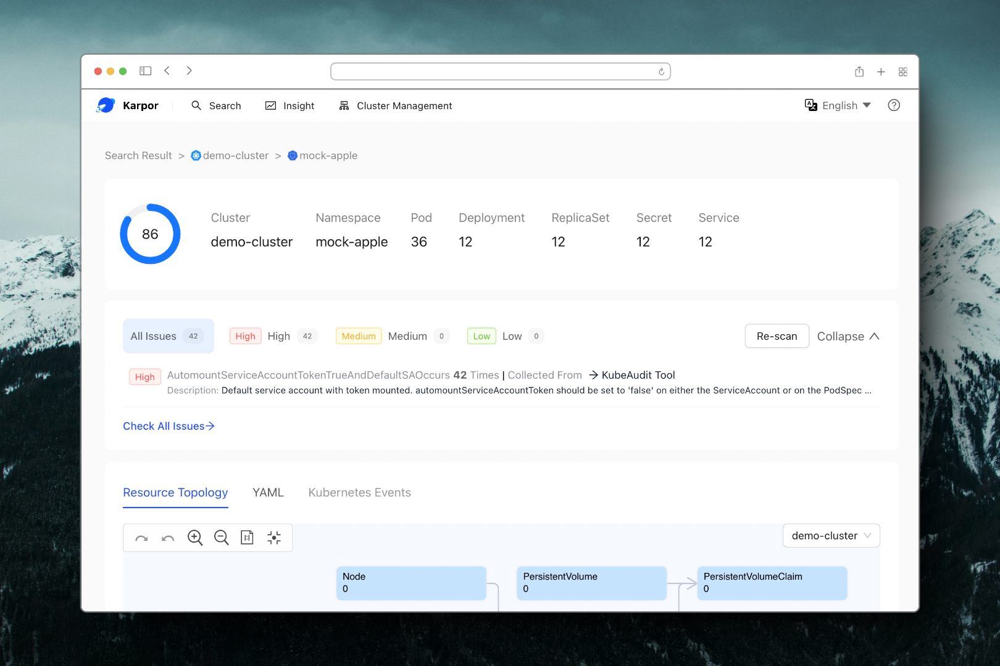 Karpor
Search
Insight
Cluster Management
English
Search Result > demo-cluster > mock-apple
86
Cluster
demo-cluster
Namespace
mock-apple
Pod
36
Deployment
12
ReplicaSet
12
Secret
12
Service
12
All Issues 42
High High 42
Medium Medium 0
Low Low 0
Re-scan
Collapse
High
AutomountServiceAccountTokenTrueAndDefaultSAOccurs 42 Times | Collected From → KubeAudit Tool
Description: Default service account with token mounted. automountServiceAccountToken should be set to 'false' on either the ServiceAccount or on the PodSpec ...
Check All Issues→
Resource Topology
YAML
Kubernetes Events
demo-cluster
Node
0
PersistentVolume
0
PersistentVolumeClaim
0